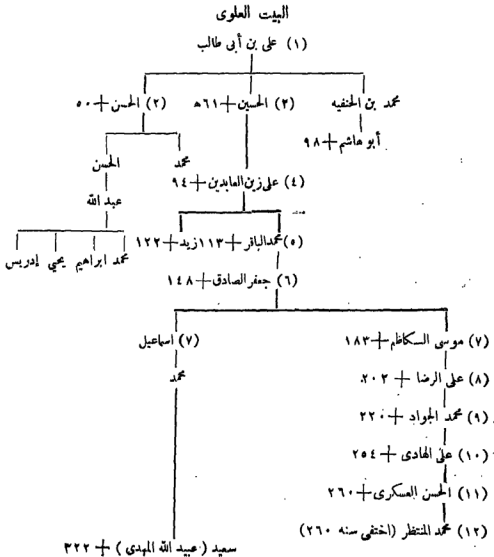 البيت العلوى
(١) على بن أبى طالب
محمد بن الحنفيه (٣) الحسين + ٦١ه (٢) الحسن + ٥٠
أبو هاشم + ٩٨
محمد الحسن
(٤) على زين العابدين + ٩٤
عبد الله
(٥) محمد الباقر + ١١٣ زيد + ١٢٢
محمد ابراهيم يحيي إدريس
(٦) جعفر الصادق + ١٤٨
(٧) موسى الكاظم + ١٨٣ (٧) اسماعيل
(٨) على الرضا + ٢٠٢ محمد
(٩) محمد الجواد + ٢٢٠
(١٠) على الهادى + ٢٥٤
(١١) الحسن العسكرى + ٢٦٠
(١٢) محمد المنتظر (اختفى سنه ٢٦٠)
سعيد (عبيد الله المهدى) + ٣٢٢